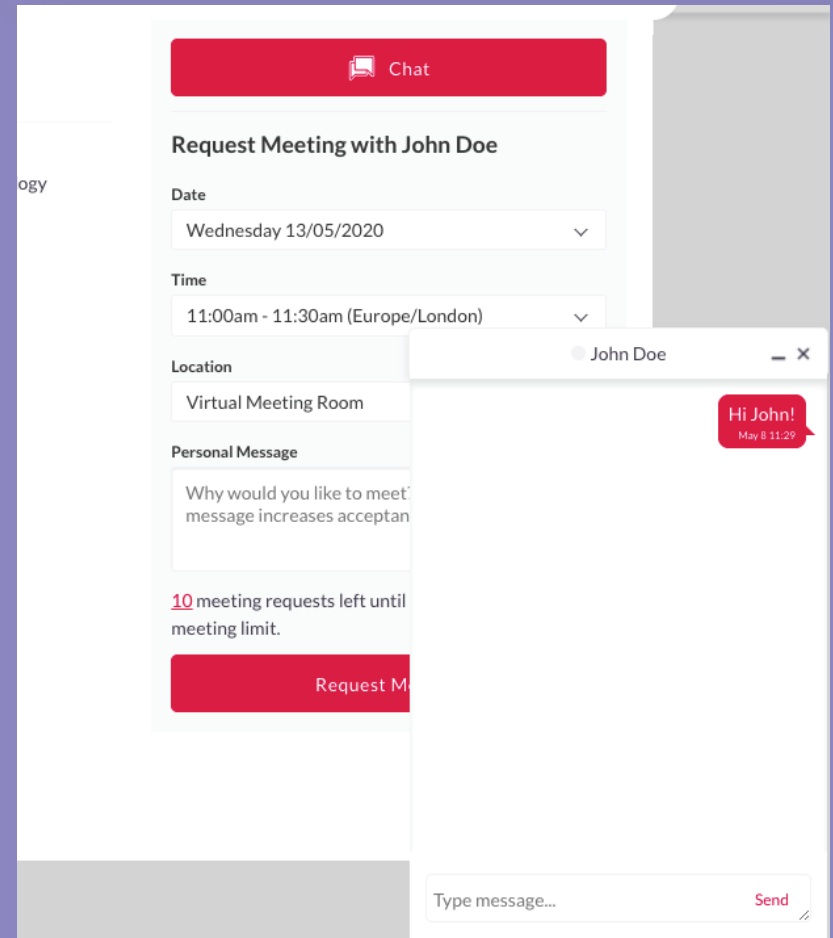 Chat
Request Meeting with John Doe
ogy
Date
Wednesday 13/05/2020
Time
11:00am - 11:30am (Europe/London)
Location
Virtual Meeting Room
Personal Message
Why would you like to meet?
message increases
10 meeting requests left until
meeting limit.
Request
John Doe
Hi John!
May 8 11:29
Type message...
Send